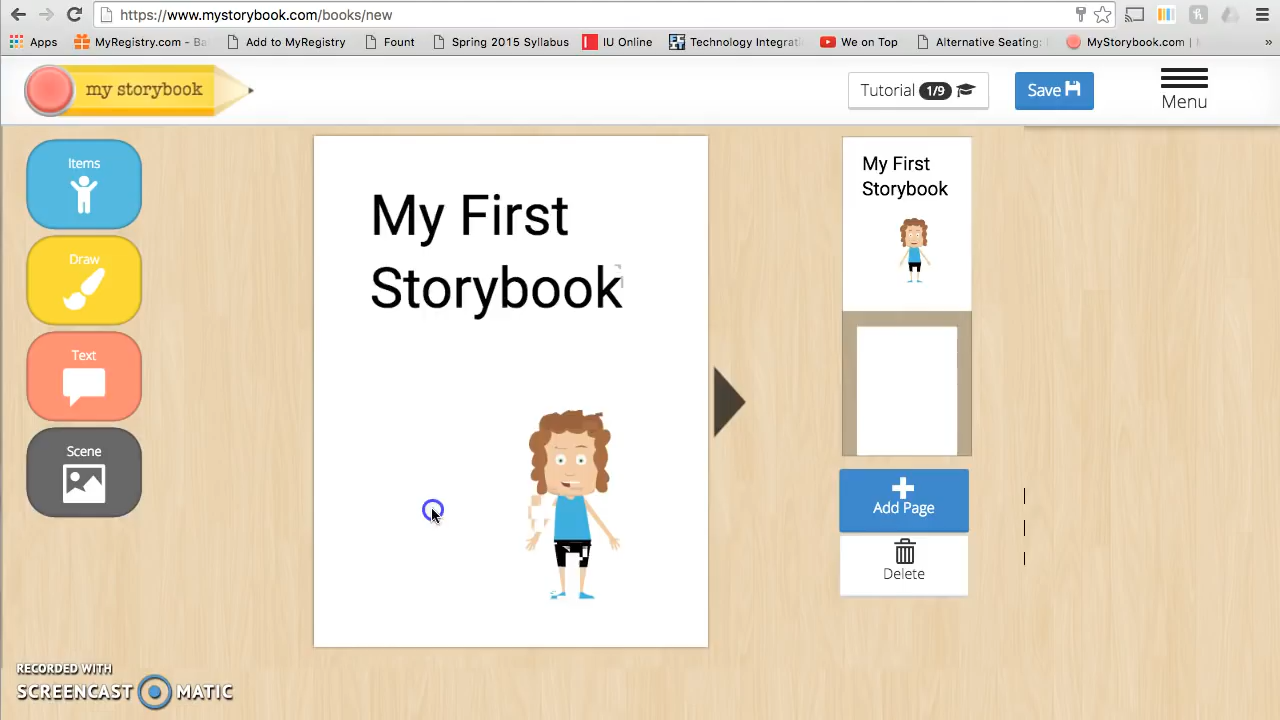 https://www.mystorybook.com/books/new
Apps
MyRegistry.com - Ba
Add to MyRegistry
Fount
Spring 2015 Syllabus
IU Online
Technology Integrati
We on Top
Alternative Seating:
MyStorybook.com |
»
my storybook
Tutorial 1/9
Save
Menu
Items
Draw
Text
Scene
My First
Storybook
My First
Storybook
Add Page
Delete
RECORDED WITH
SCREENCAST MATIC